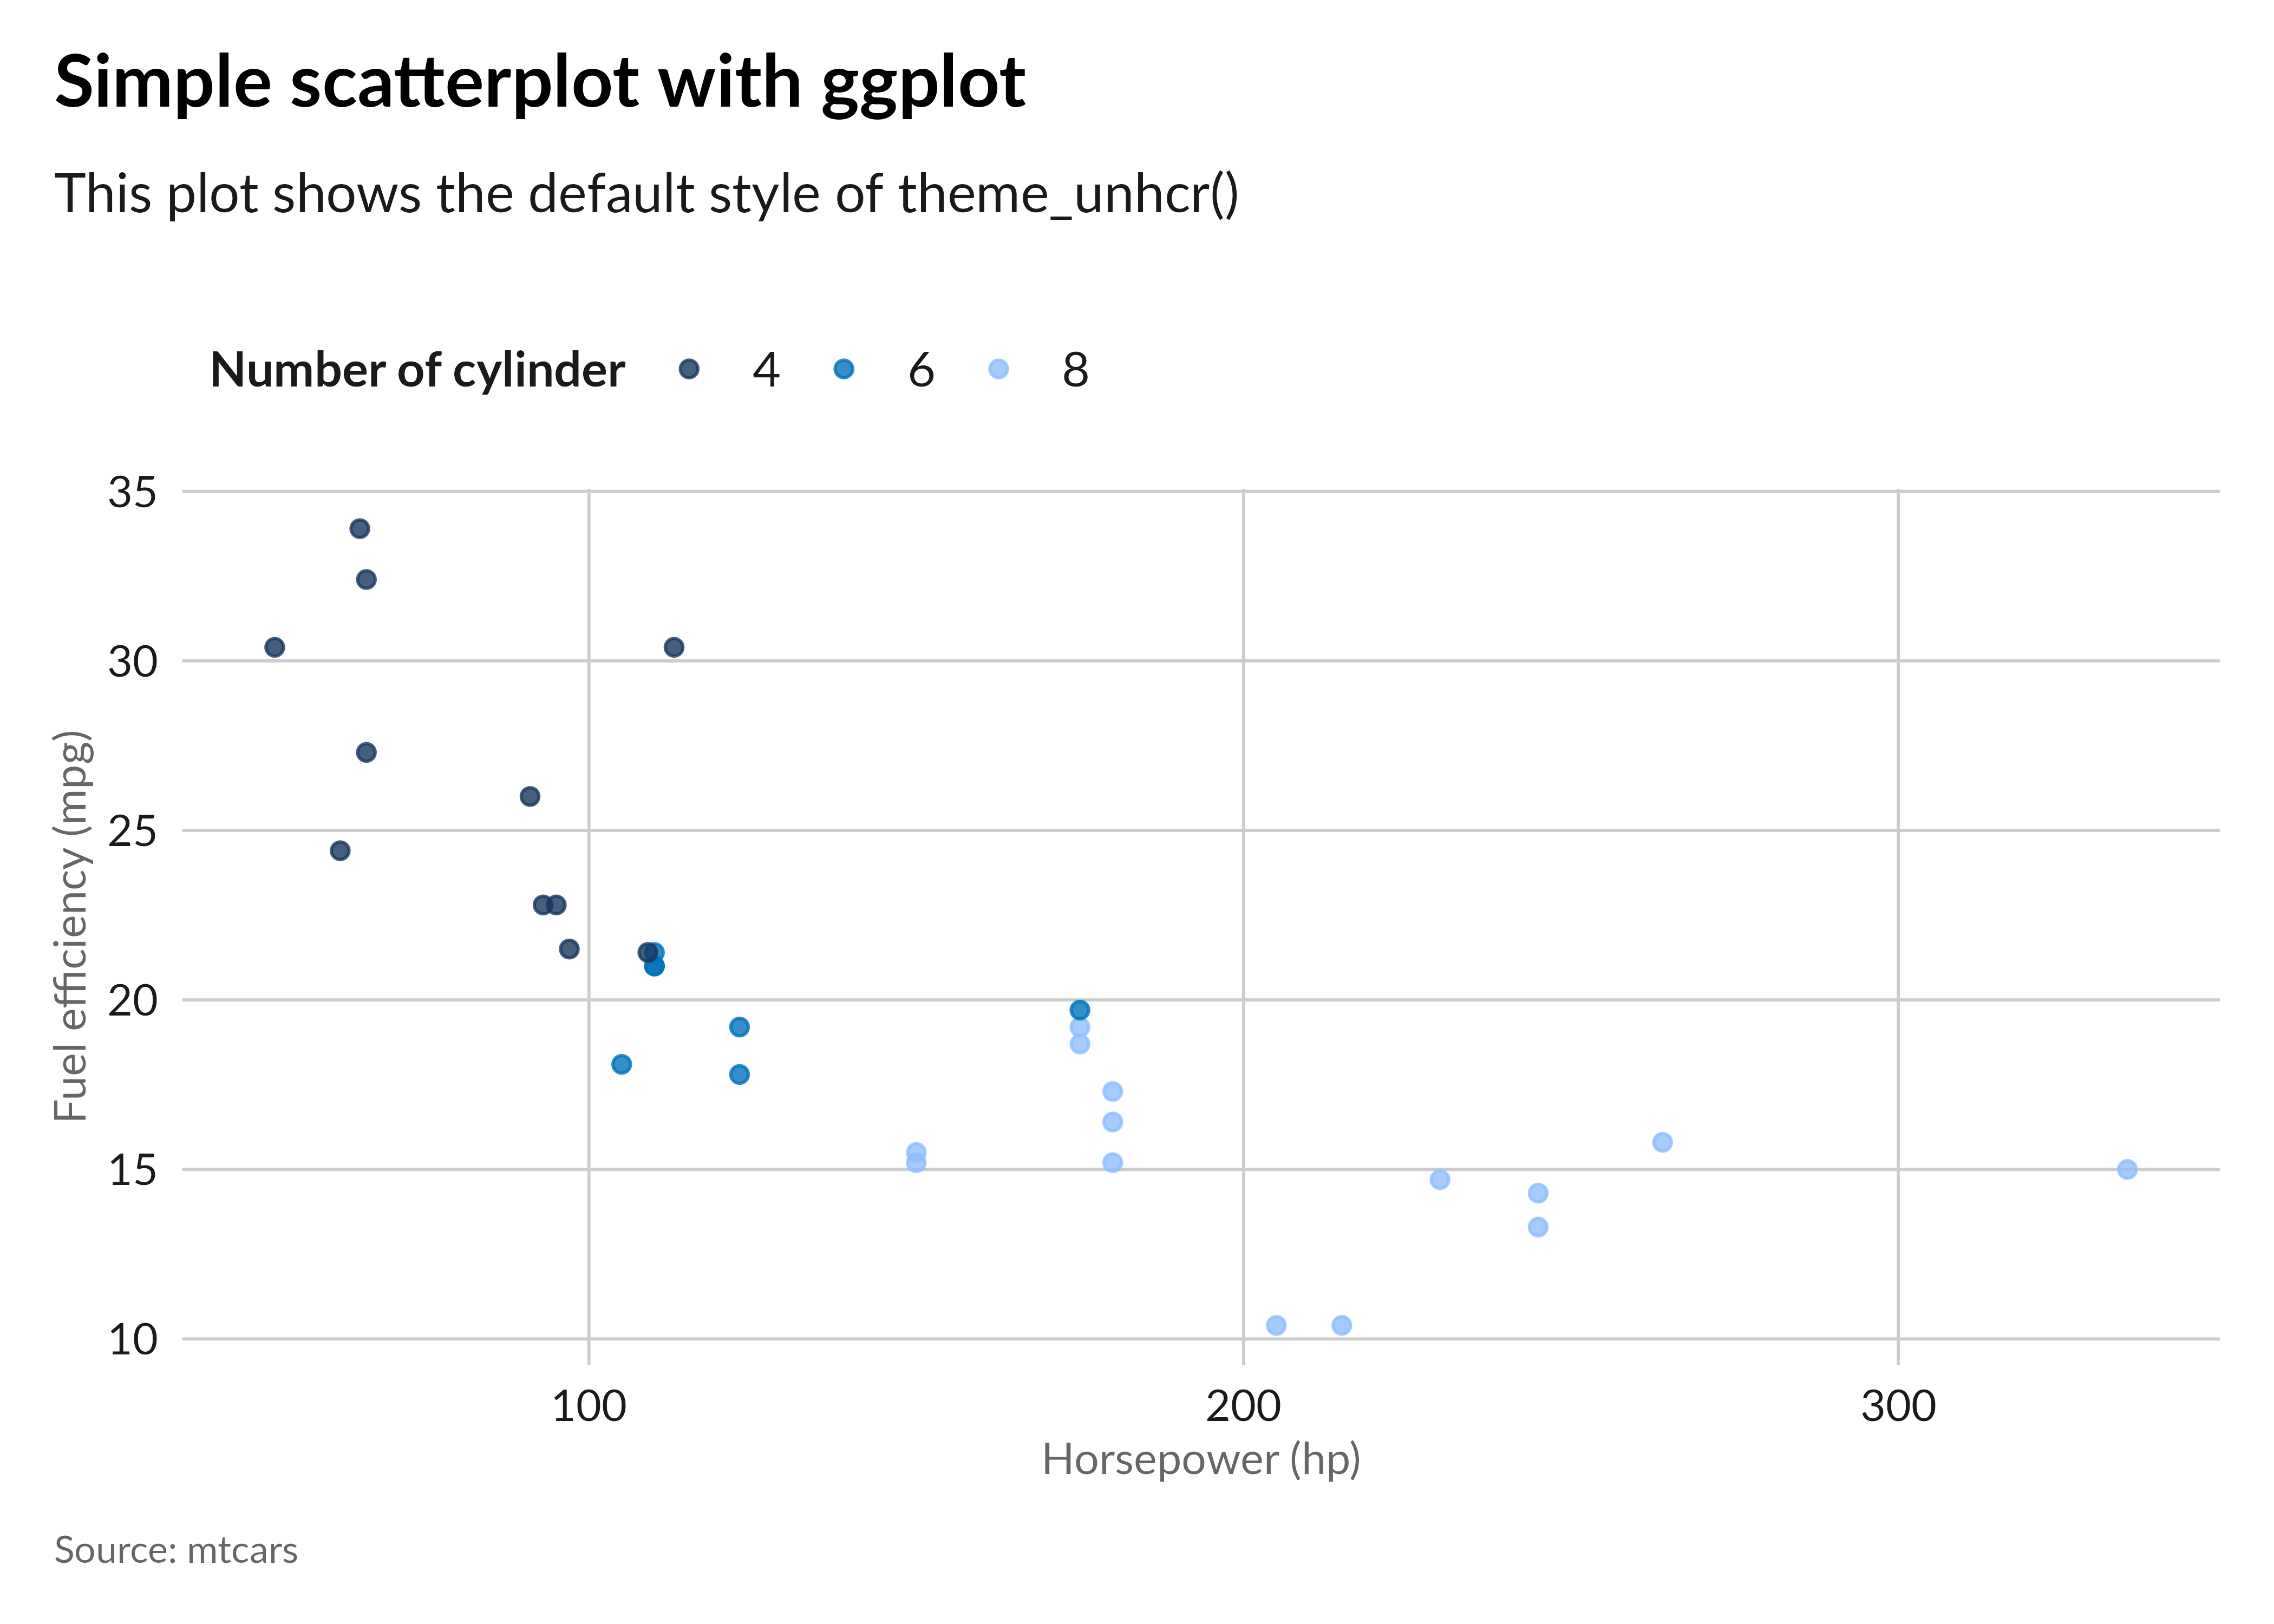 Simple scatterplot with ggplot
This plot shows the default style of theme_unhcr()
Number of cylinder 4 6 8
35
30
25
20
15
10
Fuel efficiency (mpg)
100 200 300
Horsepower (hp)
Source: mtcars